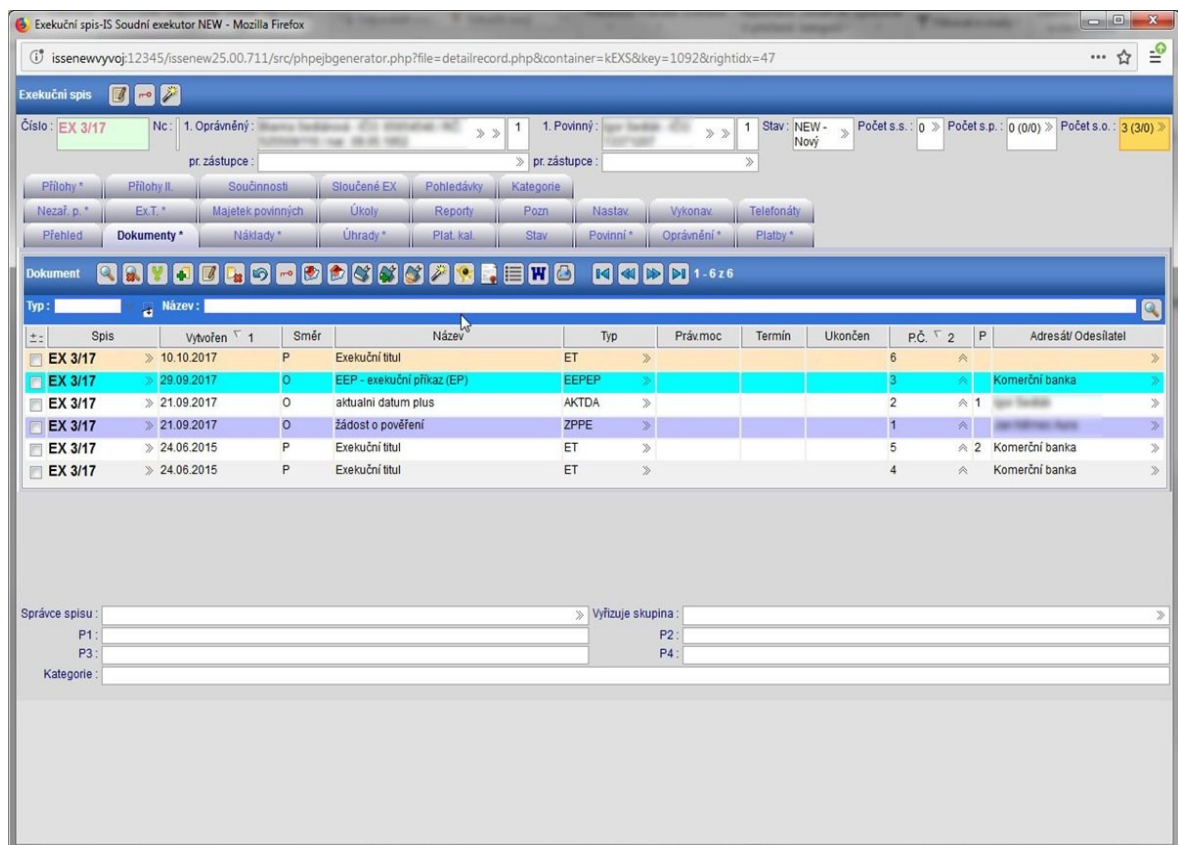 Exekuční spis-IS Soudní exekutor NEW - Mozilla Firefox
issenewvyvoj:12345/issenew25.00.711/src/phpejbgenerator.php?file=detailrecord.php&container=kEXS&key=1092&rightidx=47
Exekuční spis
Číslo : EX 3/17 Nc : 1. Oprávněný : 1 1. Povinný : 1 Stav : NEW - Nový Počet s.s. : 0 Počet s.p. : 0 (0/0) Počet s.o. : 3 (3/0)
pr. zástupce : pr. zástupce :
Přílohy * Přílohy II. Součinnosti Sloučené EX Pohledávky Kategorie
Nezař. p. * Ex.T. * Majetek povinných Úkoly Reporty Pozn Nastav. Vykonav. Telefonáty
Přehled Dokumenty * Náklady * Úhrady * Plat. kal. Stav Povinní * Oprávnění * Platby *
Dokument 1 - 6 z 6
Typ : Název :
+ - Spis Vytvořen 1 Směr Název Typ Práv.moc Termín Ukončen P.Č. 2 P Adresát/ Odesílatel
EX 3/17 10.10.2017 P Exekuční titul ET 6
EX 3/17 29.09.2017 O EEP - exekuční příkaz (EP) EEPEP 3 Komerční banka
EX 3/17 21.09.2017 O aktualni datum plus AKTDA 2 1
EX 3/17 21.09.2017 O žádost o pověření ZPPE 1
EX 3/17 24.06.2015 P Exekuční titul ET 5 2 Komerční banka
EX 3/17 24.06.2015 P Exekuční titul ET 4 Komerční banka
Správce spisu : Vyřizuje skupina :
P1 : P2 :
P3 : P4 :
Kategorie :